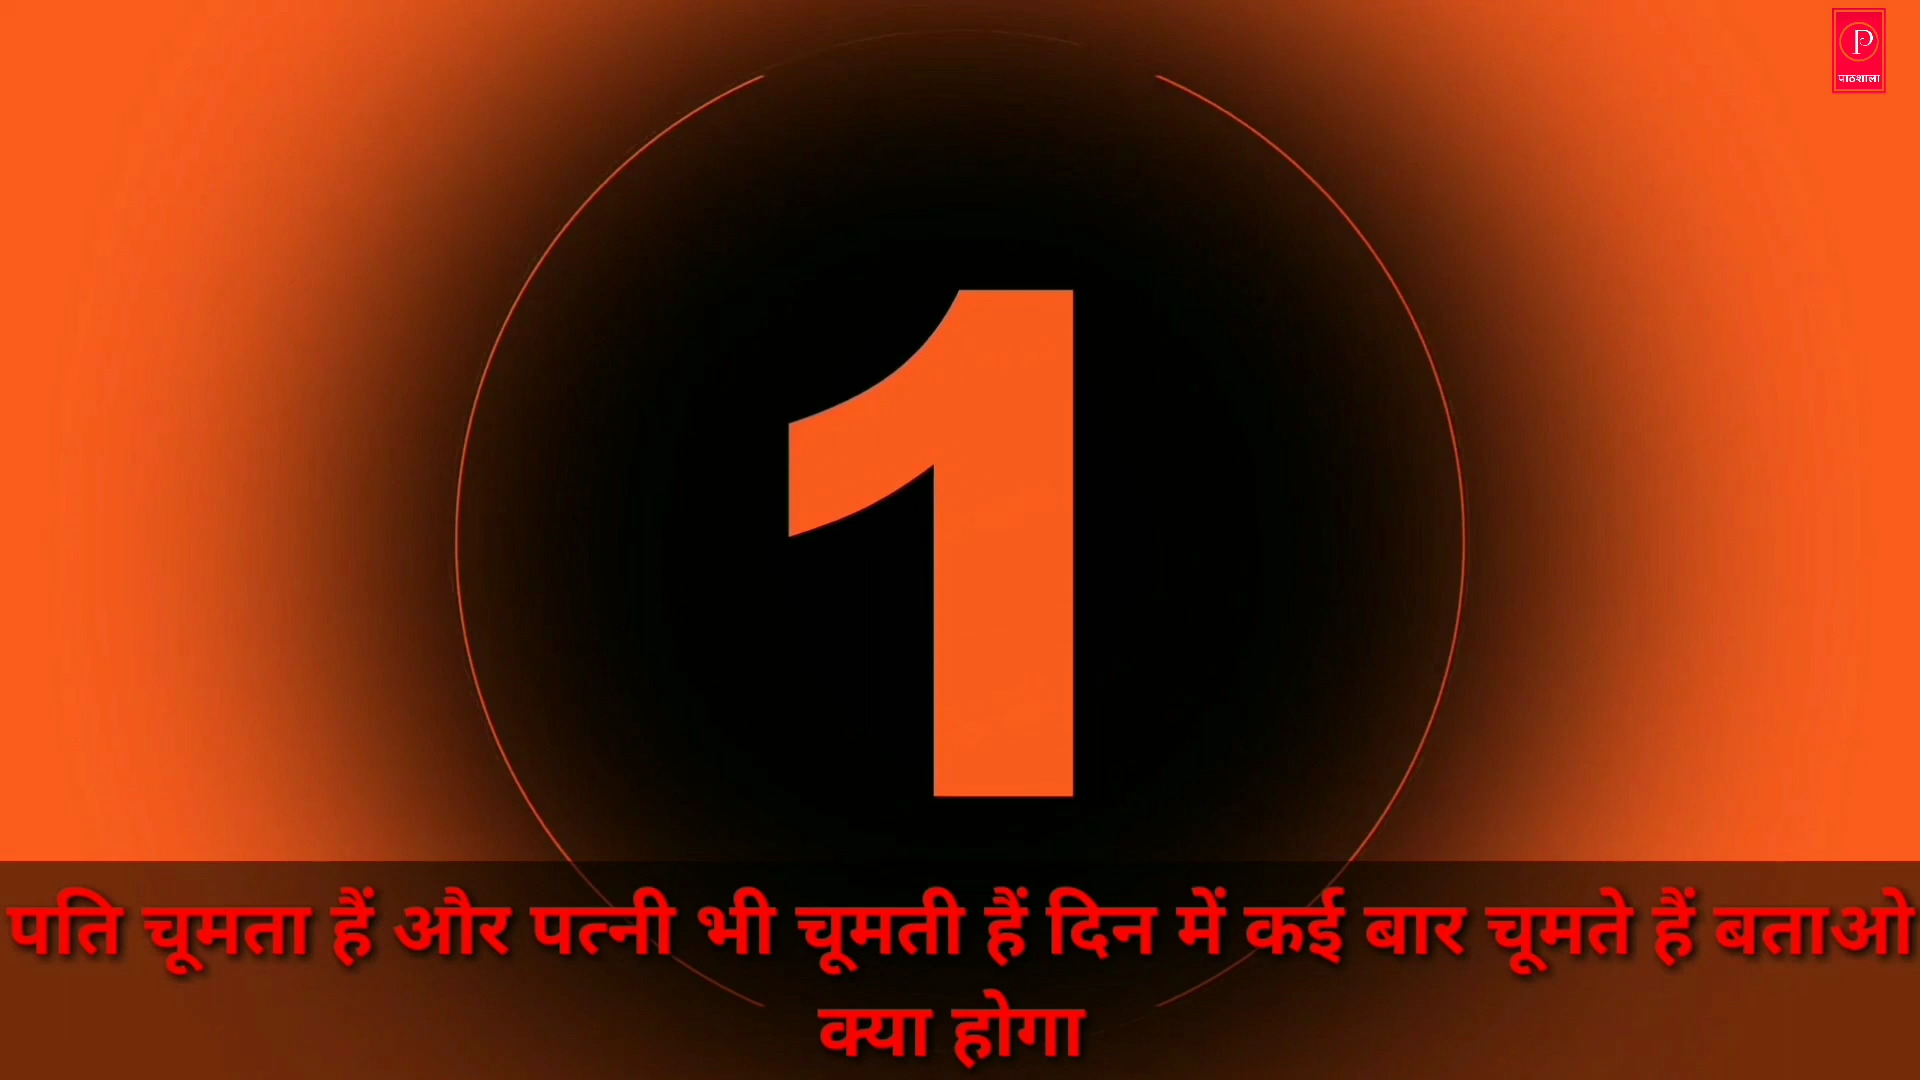 P
पाठशाला
1
पति चूमता हैं और पत्नी भी चूमती हैं दिन में कई बार चूमते हैं बताओ
क्या होगा